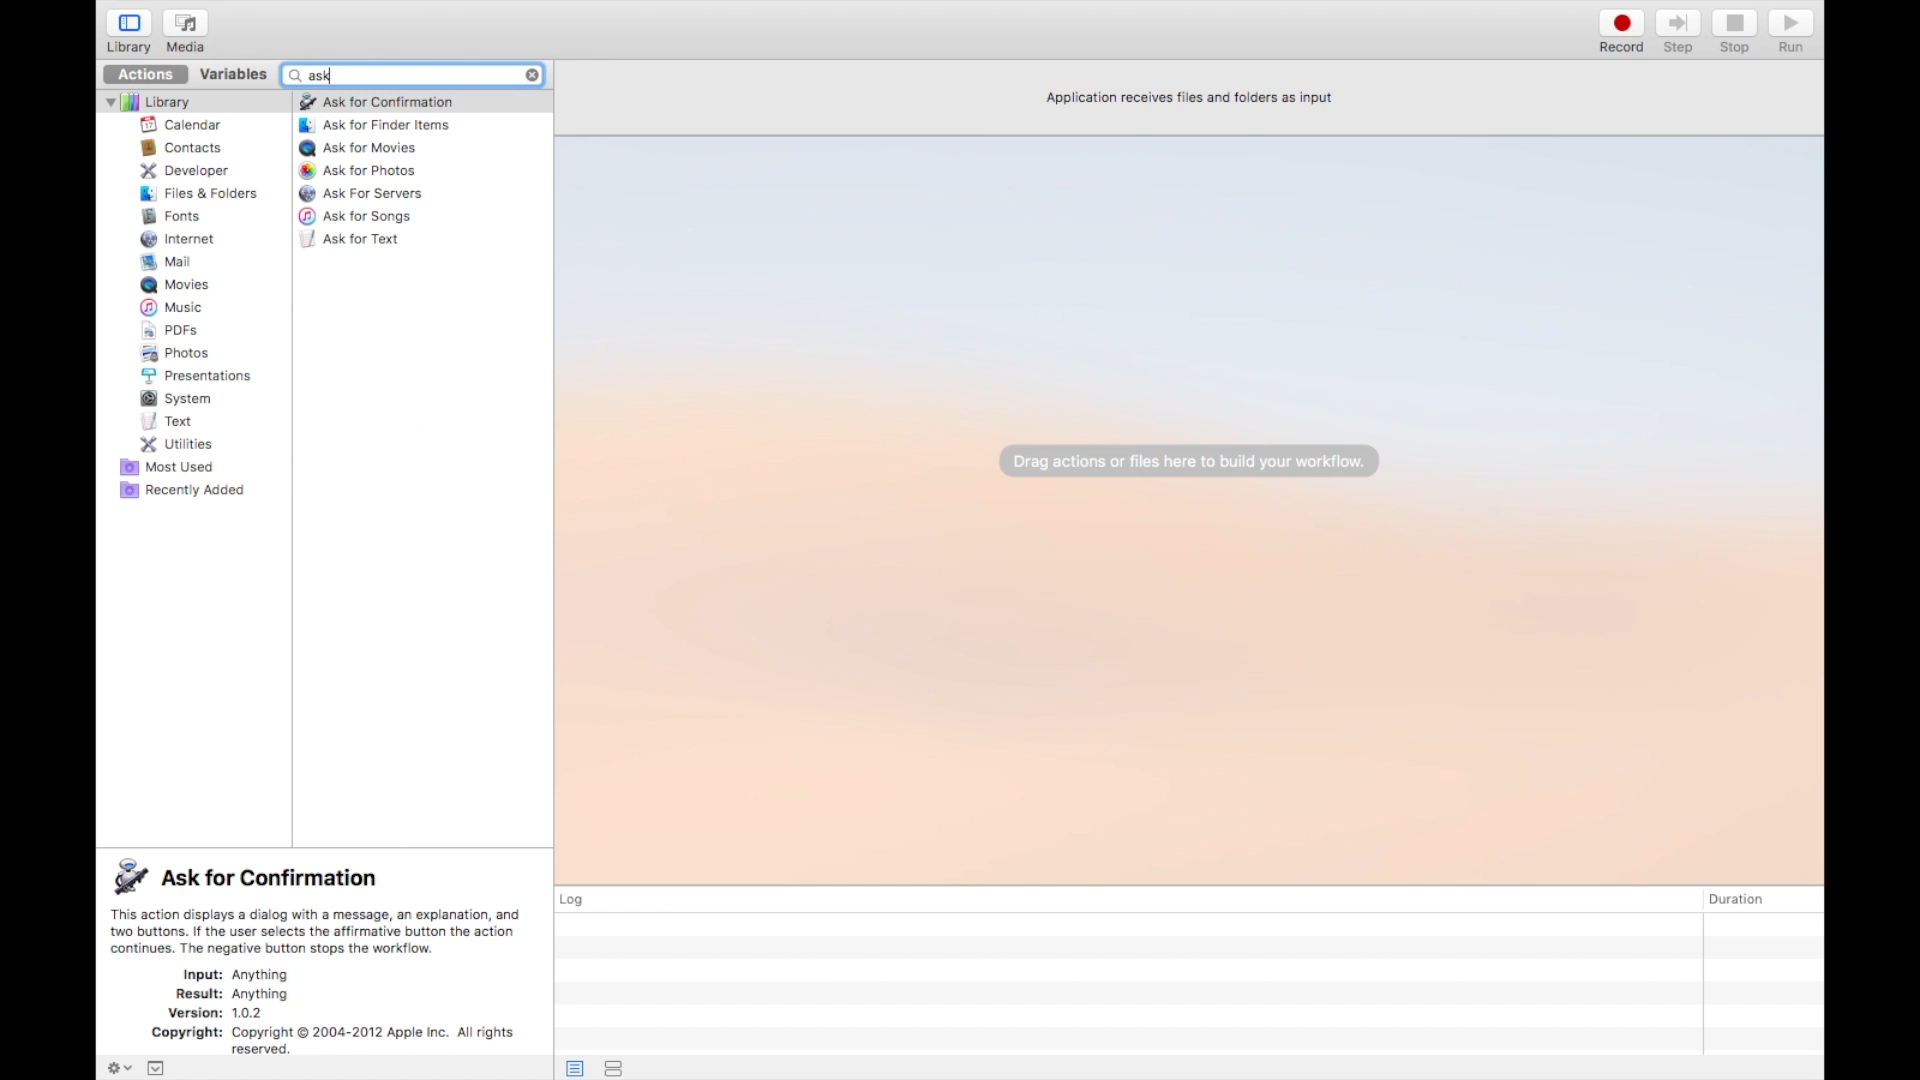 Library
Media
Record
Step
Stop
Run
Actions
Variables
ask
Library
Calendar
Contacts
Developer
Files & Folders
Fonts
Internet
Mail
Movies
Music
PDFs
Photos
Presentations
System
Text
Utilities
Most Used
Recently Added
Ask for Confirmation
Ask for Finder Items
Ask for Movies
Ask for Photos
Ask For Servers
Ask for Songs
Ask for Text
Application receives files and folders as input
Drag actions or files here to build your workflow.
Ask for Confirmation
This action displays a dialog with a message, an explanation, and
two buttons. If the user selects the affirmative button the action
continues. The negative button stops the workflow.
Input: Anything
Result: Anything
Version: 1.0.2
Copyright: Copyright © 2004-2012 Apple Inc. All rights
reserved.
Log
Duration